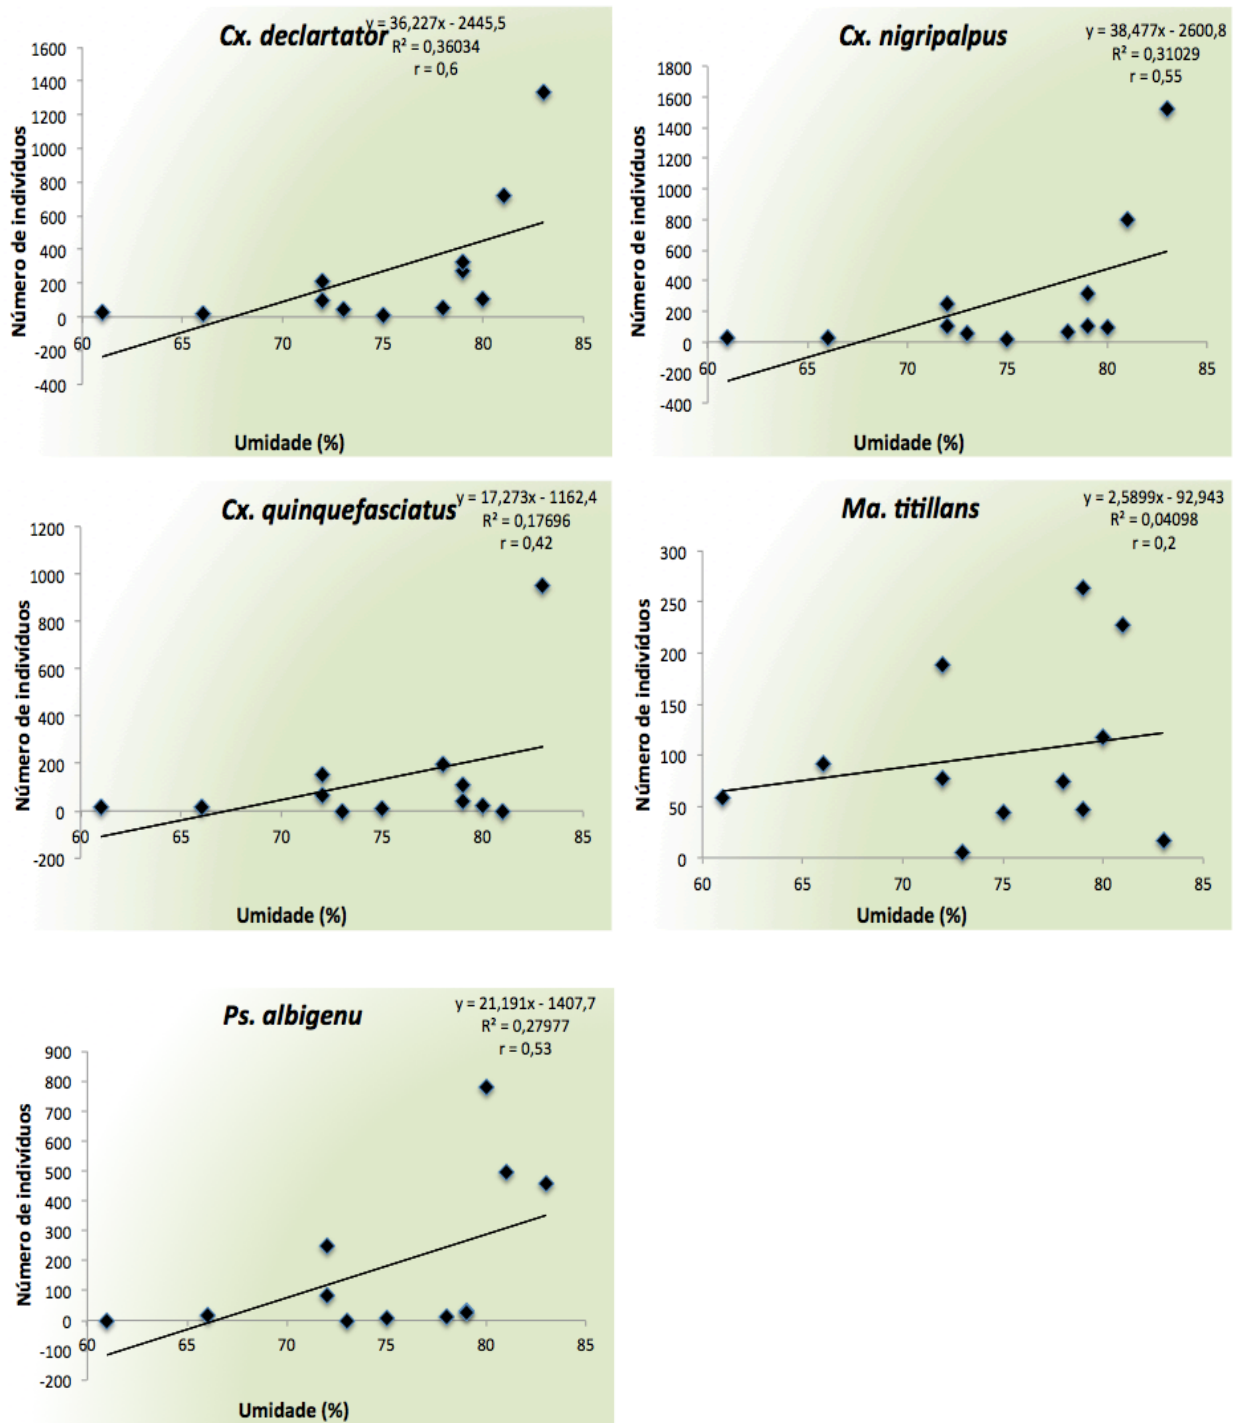 Cx. declartator
y = 36,227x - 2445,5
R² = 0,36034
r = 0,6
Número de indivíduos
1600
1400
1200
1000
800
600
400
200
0
-200
-400
60 65 70 75 80 85
Umidade (%)
Cx. nigripalpus
y = 38,477x - 2600,8
R² = 0,31029
r = 0,55
Número de indivíduos
1800
1600
1400
1200
1000
800
600
400
200
0
-200
-400
60 65 70 75 80 85
Umidade (%)
Cx. quinquefasciatus
y = 17,273x - 1162,4
R² = 0,17696
r = 0,42
Número de indivíduos
1200
1000
800
600
400
200
0
-200
60 65 70 75 80 85
Umidade (%)
Ma. titillans
y = 2,5899x - 92,943
R² = 0,04098
r = 0,2
Número de indivíduos
300
250
200
150
100
50
0
60 65 70 75 80 85
Umidade (%)
Ps. albigenu
y = 21,191x - 1407,7
R² = 0,27977
r = 0,53
Número de indivíduos
900
800
700
600
500
400
300
200
100
0
-100
-200
60 65 70 75 80 85
Umidade (%)